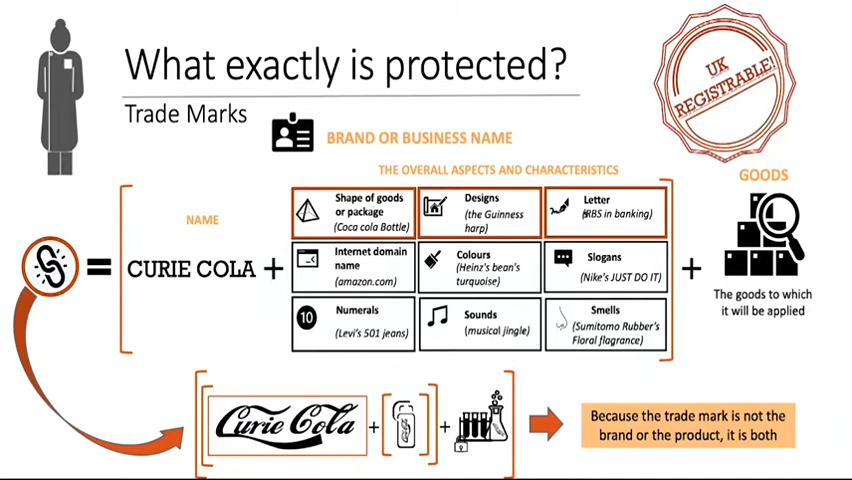 What exactly is protected?
UK
REGISTRABLE!
Trade Marks
BRAND OR BUSINESS NAME
THE OVERALL ASPECTS AND CHARACTERISTICS
GOODS
NAME
CURIE COLA
Shape of goods
or package
(Coca cola Bottle)
Designs
(the Guinness
harp)
Letter
(RBS in banking)
Internet domain
name
(amazon.com)
Colours
(Heinz's bean's
turquoise)
Slogans
(Nike's JUST DO IT)
10
Numerals
(Levi's 501 jeans)
Sounds
(musical jingle)
Smells
(Sumitomo Rubber's
Floral flagrance)
The goods to which
it will be applied
=
+
+
Curie Cola
+
+
Because the trade mark is not the
brand or the product, it is both